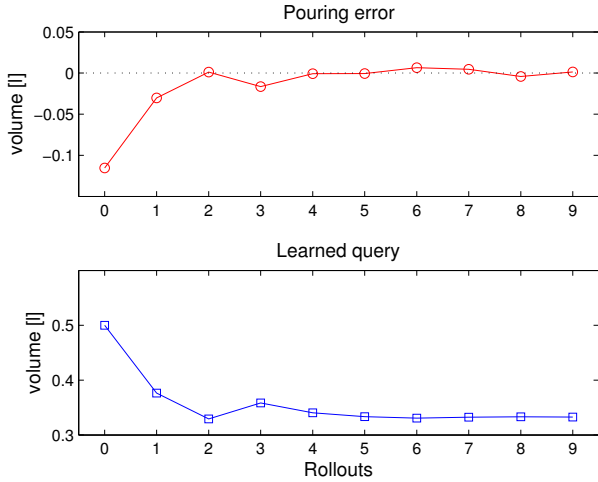 Pouring error
volume [l]
0.05
0
−0.05
−0.1
0 1 2 3 4 5 6 7 8 9
Learned query
volume [l]
0.5
0.4
0.3
0 1 2 3 4 5 6 7 8 9
Rollouts